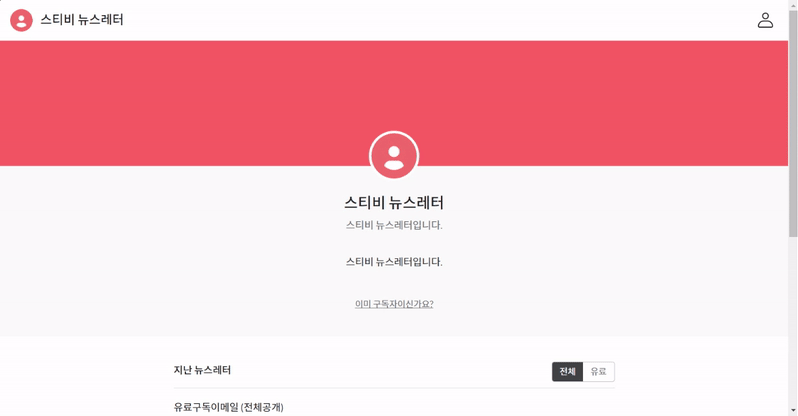 스티비 뉴스레터
스티비 뉴스레터
스티비 뉴스레터입니다.
스티비 뉴스레터입니다.
이미 구독자이신가요?
지난 뉴스레터 전체 유료
유료구독이메일 (전체공개)